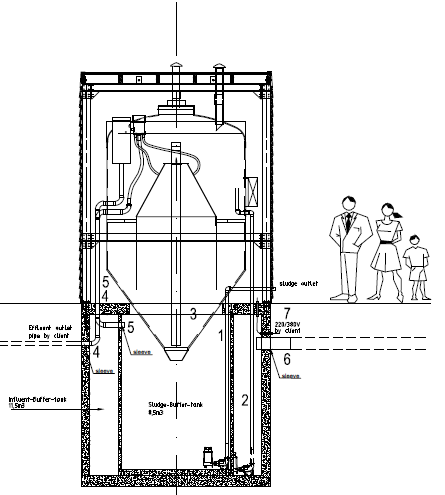 sludge outlet
5
4
3
7
Effluent outlet
pipe by client
5
1
220/380V
by client
4
sleeve
6
sleeve
sleeve
Influent-Buffer-tank
11,5m3
Sludge-Buffer-tank
11,5m3
2